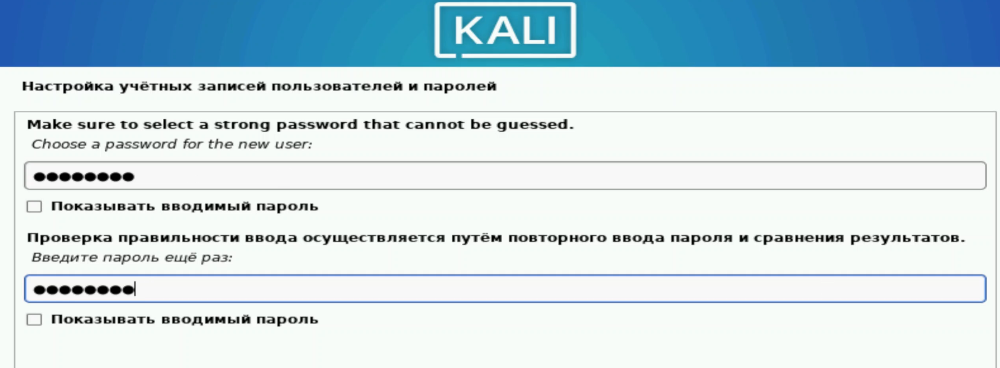 KALI
Настройка учётных записей пользователей и паролей
Make sure to select a strong password that cannot be guessed.
Choose a password for the new user:
●●●●●●●●
Показывать вводимый пароль
Проверка правильности ввода осуществляется путём повторного ввода пароля и сравнения результатов.
Введите пароль ещё раз:
●●●●●●●●
Показывать вводимый пароль